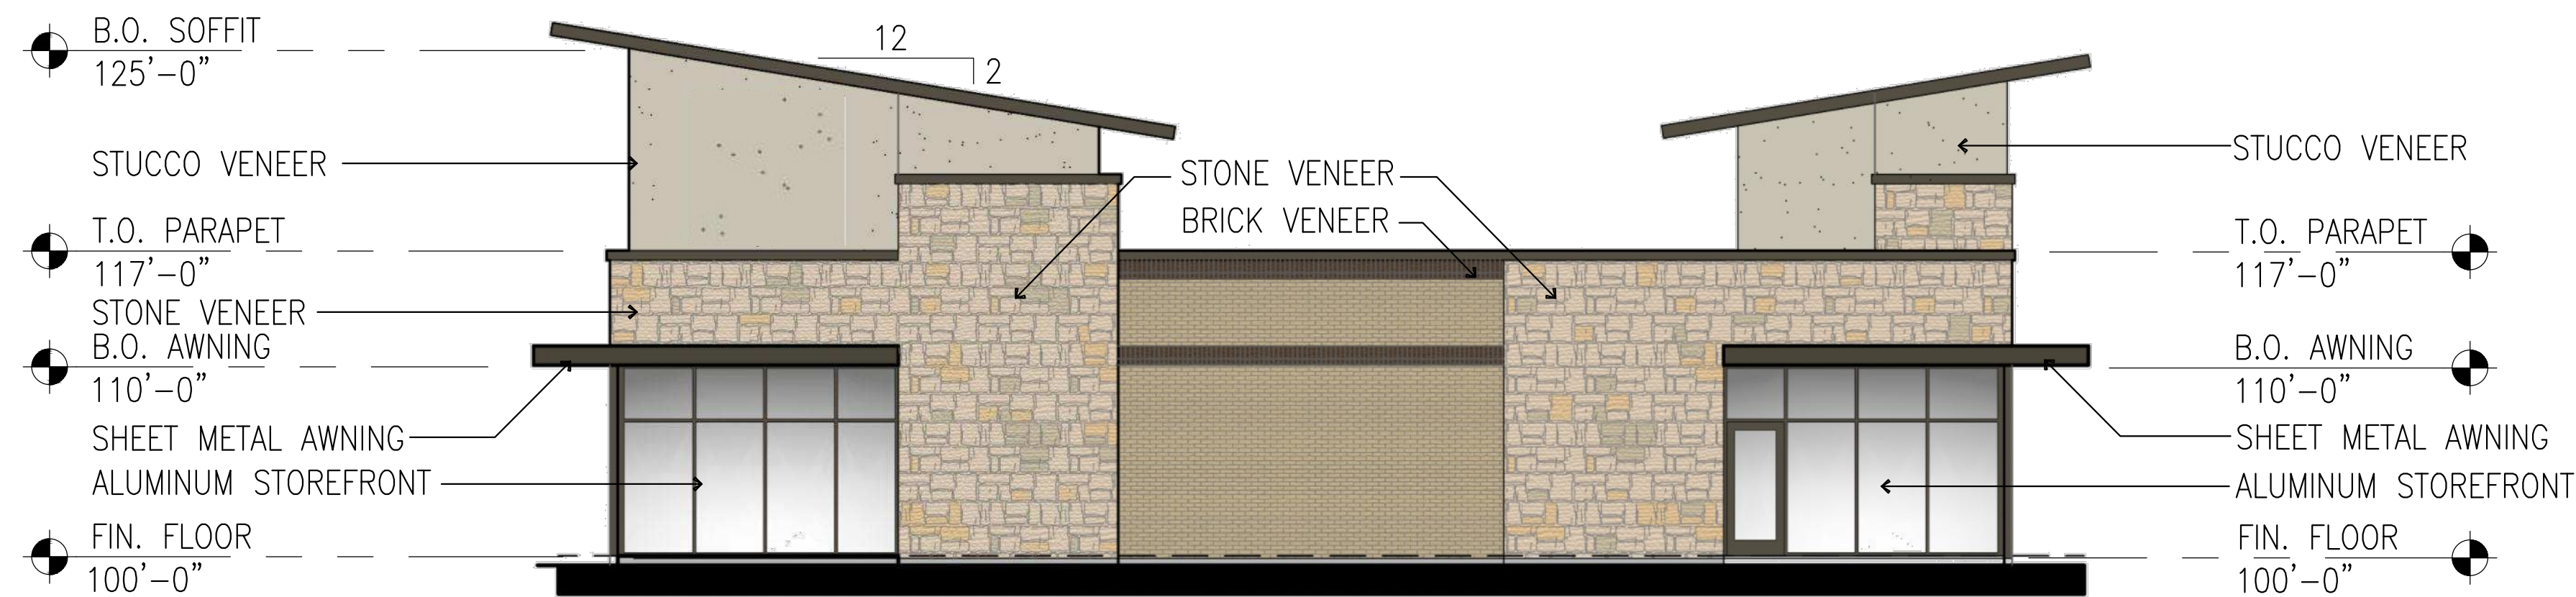 B.O. SOFFIT
125'-0"
12
2
STUCCO VENEER
STUCCO VENEER
STONE VENEER
BRICK VENEER
T.O. PARAPET
117'-0"
T.O. PARAPET
117'-0"
STONE VENEER
B.O. AWNING
110'-0"
B.O. AWNING
110'-0"
SHEET METAL AWNING
SHEET METAL AWNING
ALUMINUM STOREFRONT
ALUMINUM STOREFRONT
FIN. FLOOR
100'-0"
FIN. FLOOR
100'-0"